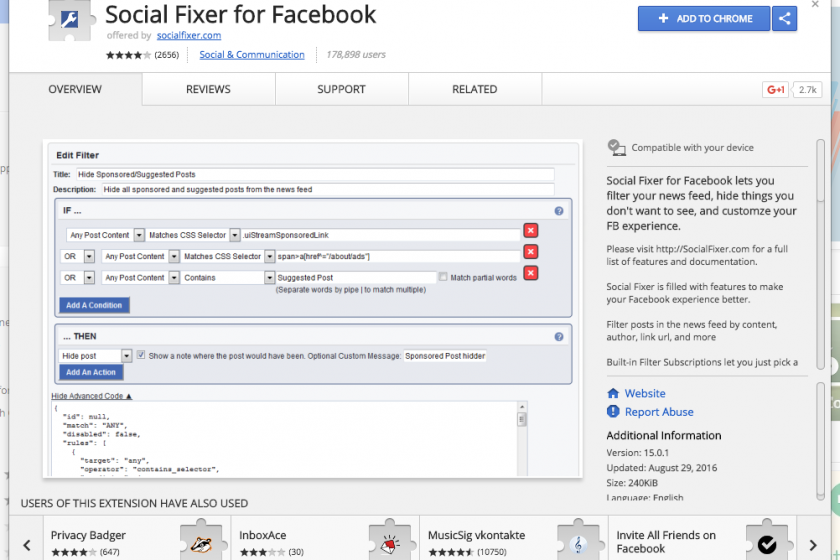 Social Fixer for Facebook
offered by socialfixer.com
(2656)
Social & Communication
178,898 users
ADD TO CHROME
OVERVIEW
REVIEWS
SUPPORT
RELATED
G+1
2.7k
Edit Filter
Title: Hide Sponsored/Suggested Posts
Description: Hide all sponsored and suggested posts from the news feed
IF ...
Any Post Content Matches CSS Selector .uiStreamSponsoredLink
OR Any Post Content Matches CSS Selector span>a[href="/about/ads"]
OR Any Post Content Contains Suggested Post Match partial words
(Separate words by pipe | to match multiple)
Add A Condition
... THEN
Hide post Show a note where the post would have been. Optional Custom Message: Sponsored Post hidden
Add An Action
Hide Advanced Code ▲
{
"id": null,
"match": "ANY",
"disabled": false,
"rules": [
{
"target": "any",
"operator": "contains_selector",
Compatible with your device
Social Fixer for Facebook lets you
filter your news feed, hide things you
don't want to see, and customze your
FB experience.
Please visit http://SocialFixer.com for a full
list of features and documentation.
Social Fixer is filled with features to make
your Facebook experience better.
Filter posts in the news feed by content,
author, link url, and more
Built-in Filter Subscriptions let you just pick a
Website
Report Abuse
Additional Information
Version: 15.0.1
Updated: August 29, 2016
Size: 240KiB
Language: English
USERS OF THIS EXTENSION HAVE ALSO USED
Privacy Badger
(647)
InboxAce
(30)
MusicSig vkontakte
(10750)
Invite All Friends on
Facebook